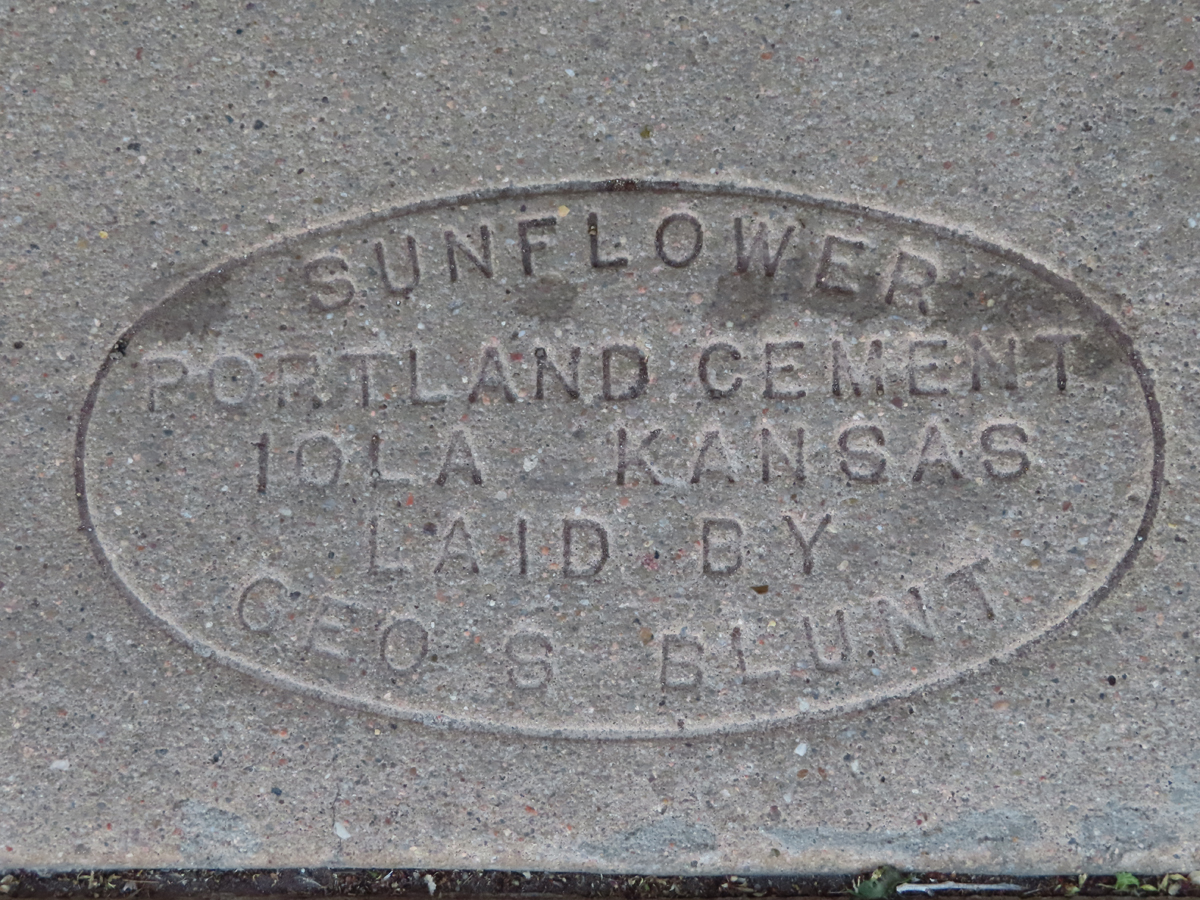 SUNFLOWER
PORTLAND CEMENT
IOLA KANSAS
LAID BY
GEO S BLUNT